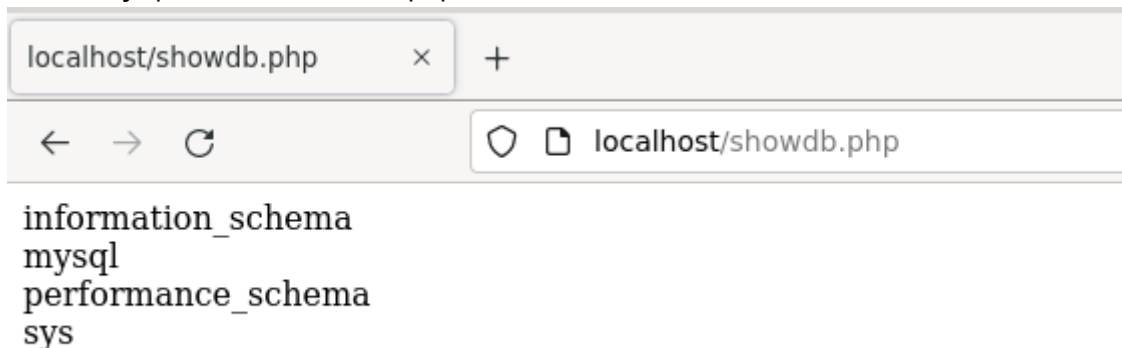 localhost/showdb.php
localhost/showdb.php
information_schema
mysql
performance_schema
sys